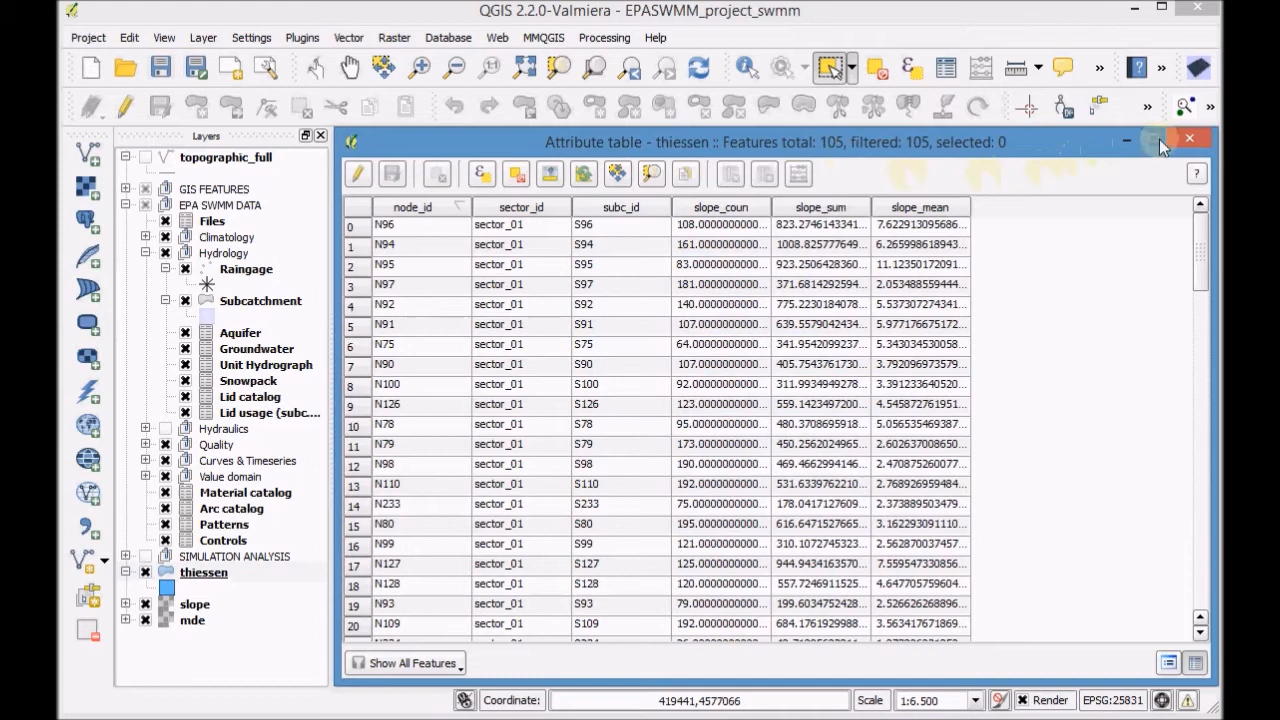 QGIS 2.2.0-Valmiera - EPASWMM_project_swmm
Project Edit View Layer Settings Plugins Vector Raster Database Web MMQGIS Processing Help
Layers
topographic_full
GIS FEATURES
EPA SWMM DATA
Files
Climatology
Hydrology
Raingage
Subcatchment
Aquifer
Groundwater
Unit Hydrograph
Snowpack
Lid catalog
Lid usage (subc....
Hydraulics
Quality
Curves & Timeseries
Value domain
Material catalog
Arc catalog
Patterns
Controls
SIMULATION ANALYSIS
thiessen
slope
mde
Attribute table - thiessen :: Features total: 105, filtered: 105, selected: 0
?
node_id sector_id subc_id slope_coun slope_sum slope_mean
0 N96 sector_01 S96 108.0000000000... 823.2746143341... 7.622913095686...
1 N94 sector_01 S94 161.0000000000... 1008.825777649... 6.265998618943...
2 N95 sector_01 S95 83.00000000000... 923.2506428360... 11.12350172091...
3 N97 sector_01 S97 181.0000000000... 371.6814292594... 2.053488559444...
4 N92 sector_01 S92 140.0000000000... 775.2230184078... 5.537307274341...
5 N91 sector_01 S91 107.0000000000... 639.5579042434... 5.977176675172...
6 N75 sector_01 S75 64.00000000000... 341.9542099237... 5.343034530058...
7 N90 sector_01 S90 107.0000000000... 405.7543761730... 3.792096973579...
8 N100 sector_01 S100 92.00000000000... 311.9934949278... 3.391233640520...
9 N126 sector_01 S126 123.0000000000... 559.1423497200... 4.545872761951...
10 N78 sector_01 S78 95.00000000000... 480.3708695918... 5.056535469387...
11 N79 sector_01 S79 173.0000000000... 450.2562024965... 2.602637008650...
12 N98 sector_01 S98 190.0000000000... 469.4662994146... 2.470875260077...
13 N110 sector_01 S110 192.0000000000... 531.6339762210... 2.768926959484...
14 N233 sector_01 S233 75.00000000000... 178.0417127609... 2.373889503479...
15 N80 sector_01 S80 195.0000000000... 616.6471527665... 3.162293091110...
16 N99 sector_01 S99 121.0000000000... 310.1072745323... 2.562870037457...
17 N127 sector_01 S127 125.0000000000... 944.9434163570... 7.559547330856...
18 N128 sector_01 S128 120.0000000000... 557.7246911525... 4.647705759604...
19 N93 sector_01 S93 79.00000000000... 199.6034752428... 2.526626268896...
20 N109 sector_01 S109 192.0000000000... 684.1761929988... 3.563417671869...
Show All Features
Coordinate: 419441,4577066 Scale 1:6.500 Render EPSG:25831